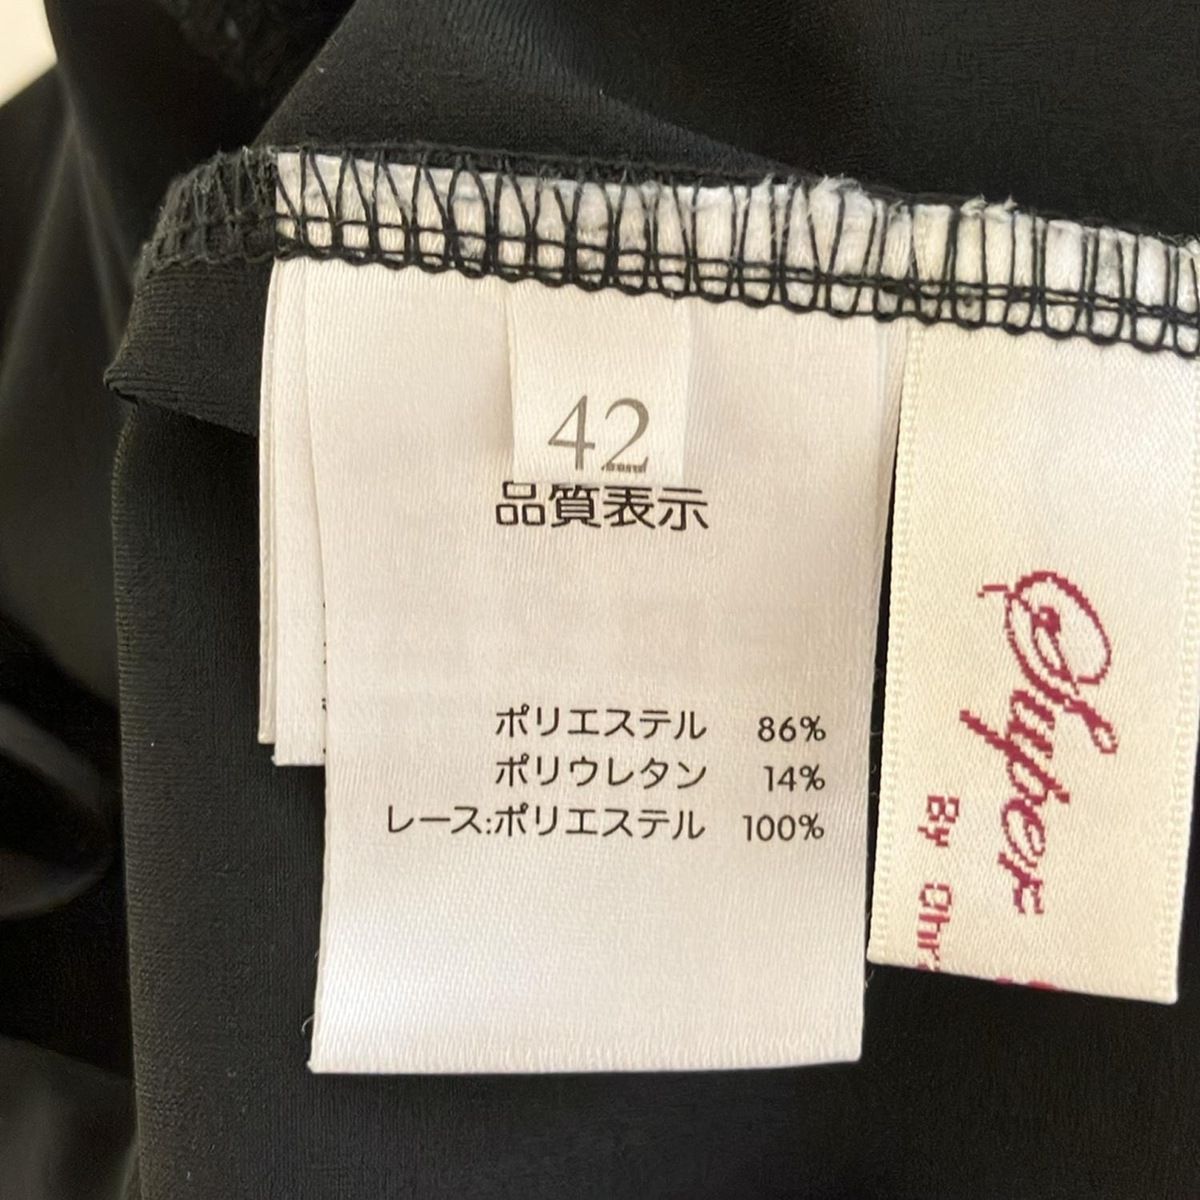 42
品質表示
ポリエステル 86%
ポリウレタン 14%
レース:ポリエステル 100%
Super
By